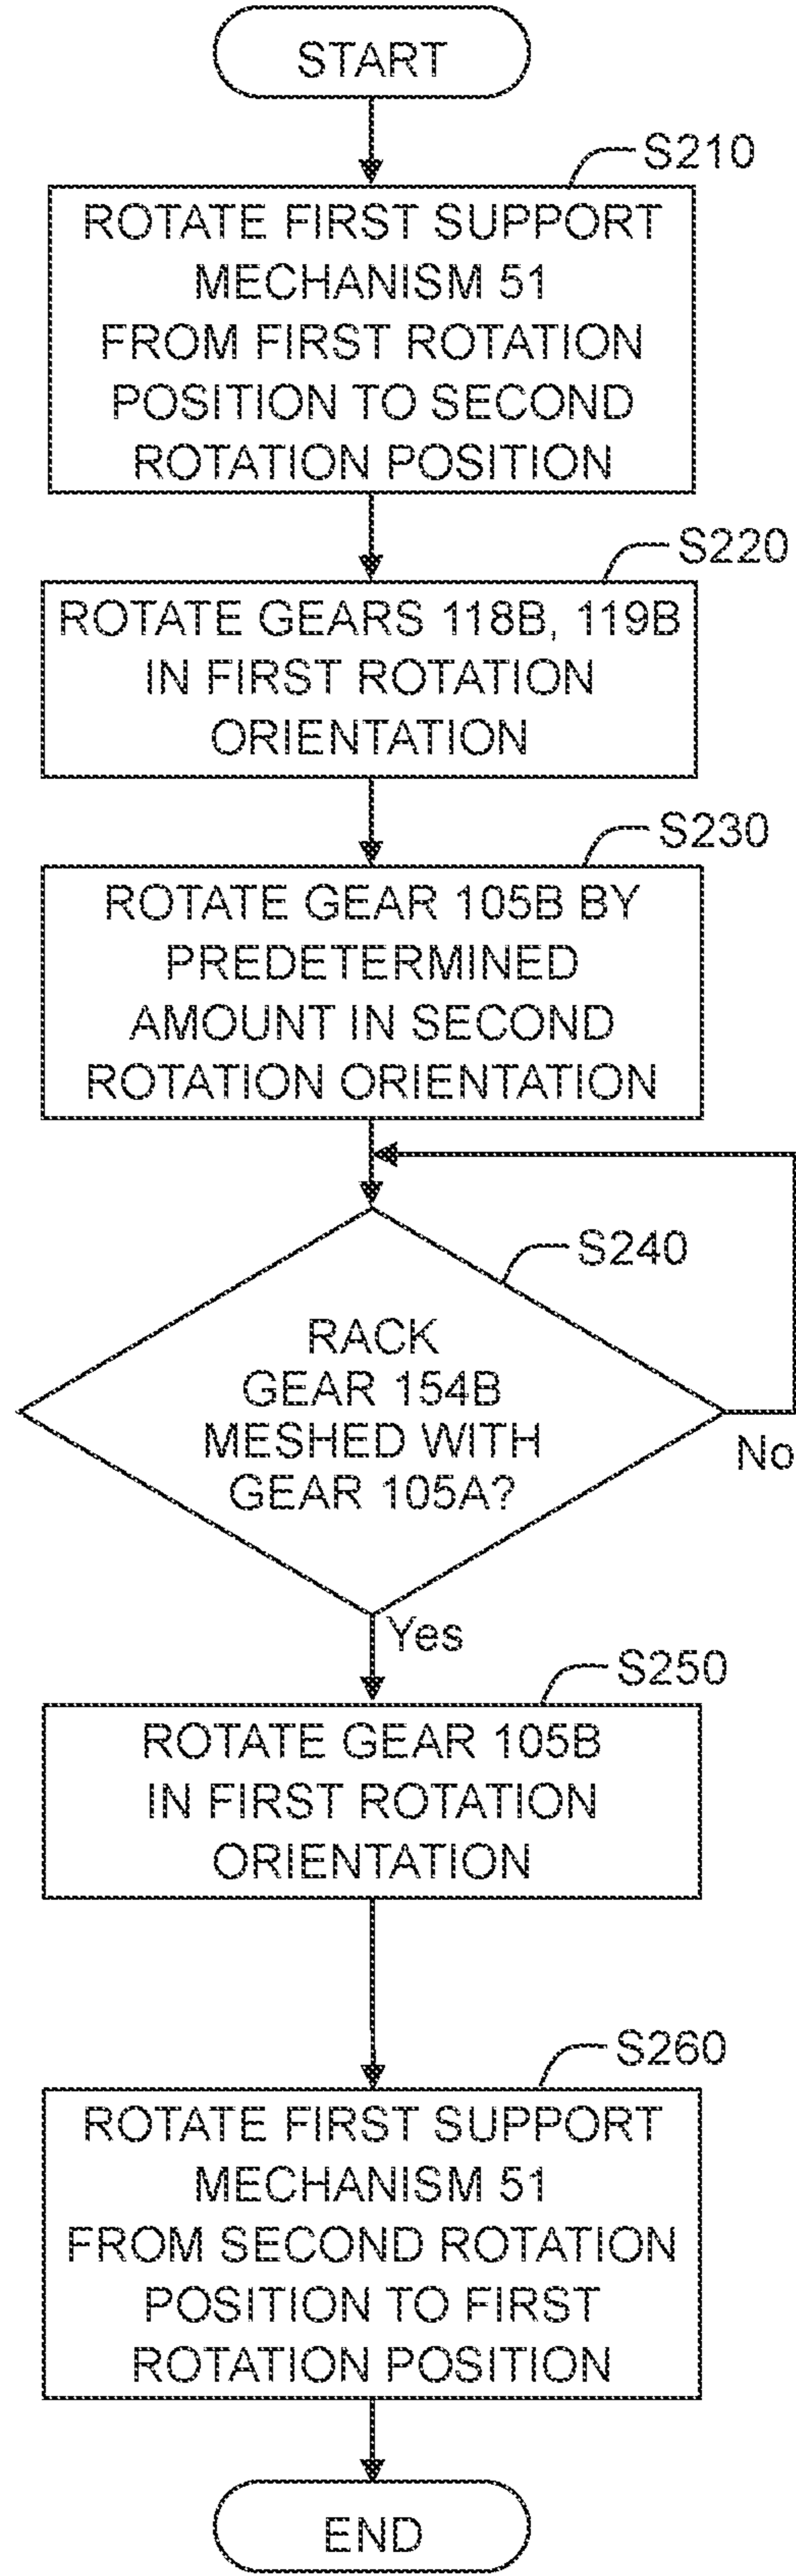 START
S210
ROTATE FIRST SUPPORT
MECHANISM 51
FROM FIRST ROTATION
POSITION TO SECOND
ROTATION POSITION
S220
ROTATE GEARS 118B, 119B
IN FIRST ROTATION
ORIENTATION
S230
ROTATE GEAR 105B BY
PREDETERMINED
AMOUNT IN SECOND
ROTATION ORIENTATION
S240
RACK
GEAR 154B
MESHED WITH
GEAR 105A?
No
Yes
S250
ROTATE GEAR 105B
IN FIRST ROTATION
ORIENTATION
S260
ROTATE FIRST SUPPORT
MECHANISM 51
FROM SECOND ROTATION
POSITION TO FIRST
ROTATION POSITION
END